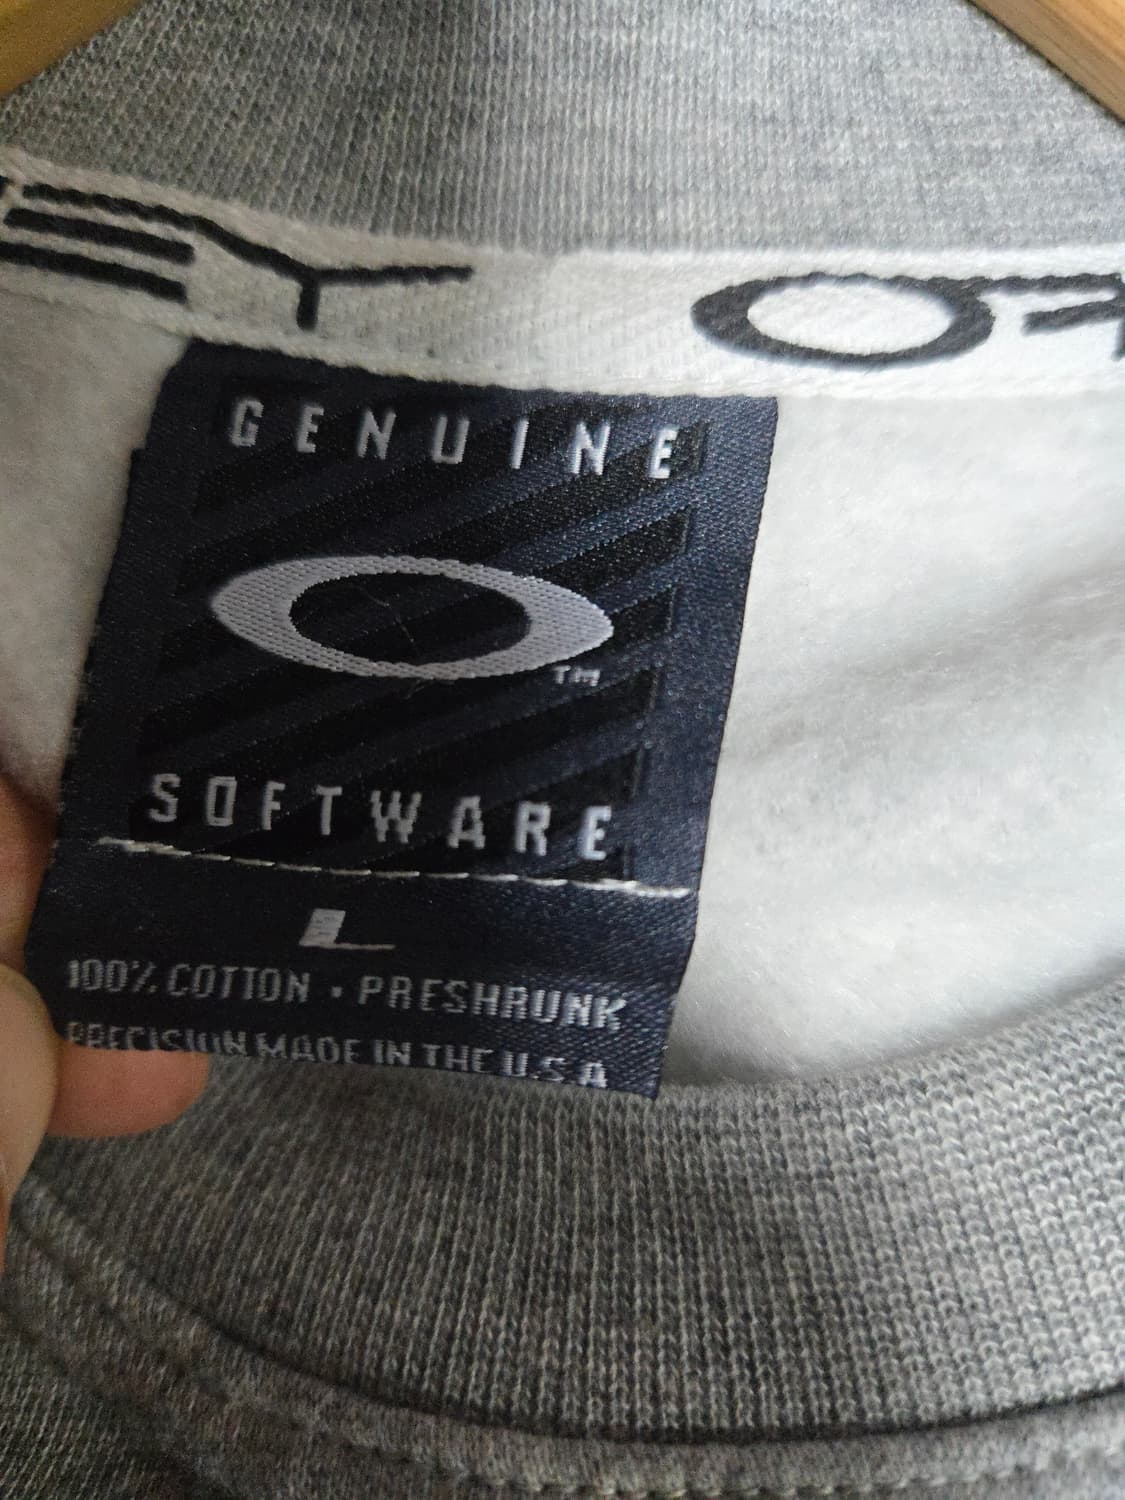 EY O
GENUINE
TM
SOFTWARE
L
100% COTTON · PRESHRUNK
PRECISION MADE IN THE U.S.A